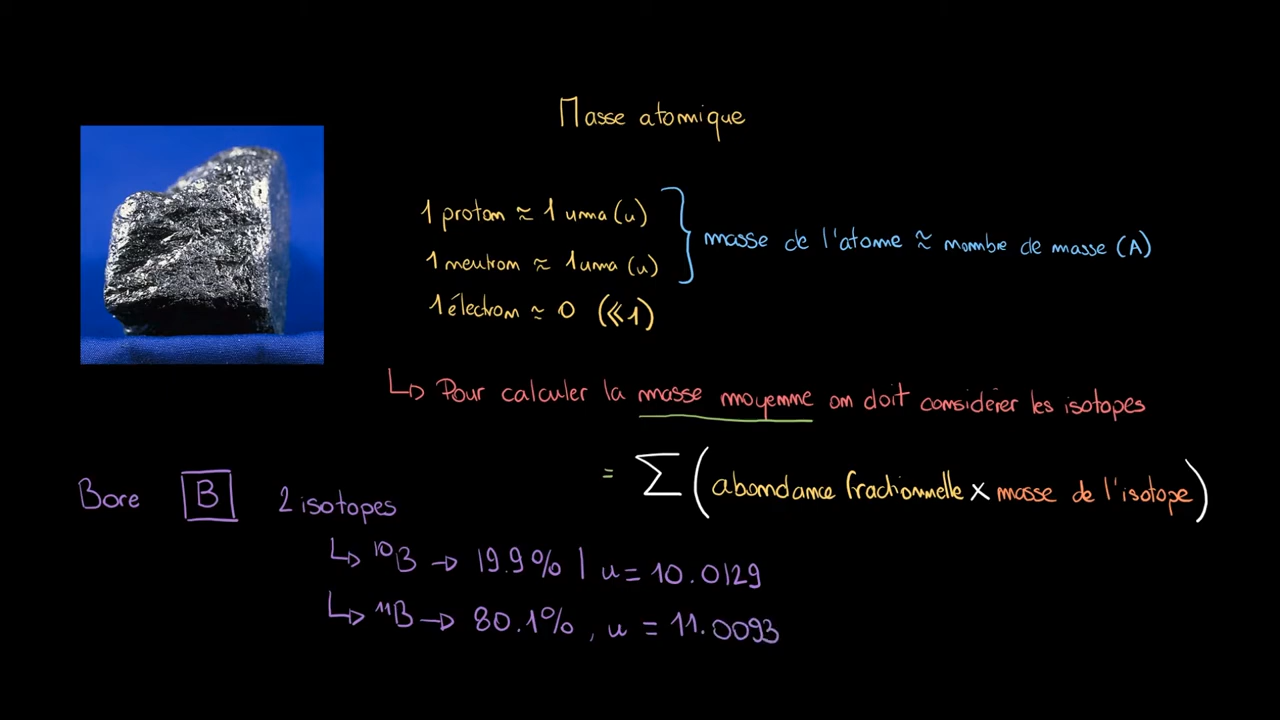 Masse atomique
1 proton ≈ 1 uma (u)
1 neutron ≈ 1 uma (u)
1 électron ≈ 0 (≪1)
masse de l'atome ≈ nombre de masse (A)
↳ Pour calculer la masse moyenne on doit considérer les isotopes
= Σ (abondance fractionnelle × masse de l'isotope)
Bore B 2 isotopes
↳ ¹⁰B → 19.9% | u = 10.0129
↳ ¹¹B → 80.1%, u = 11.0093